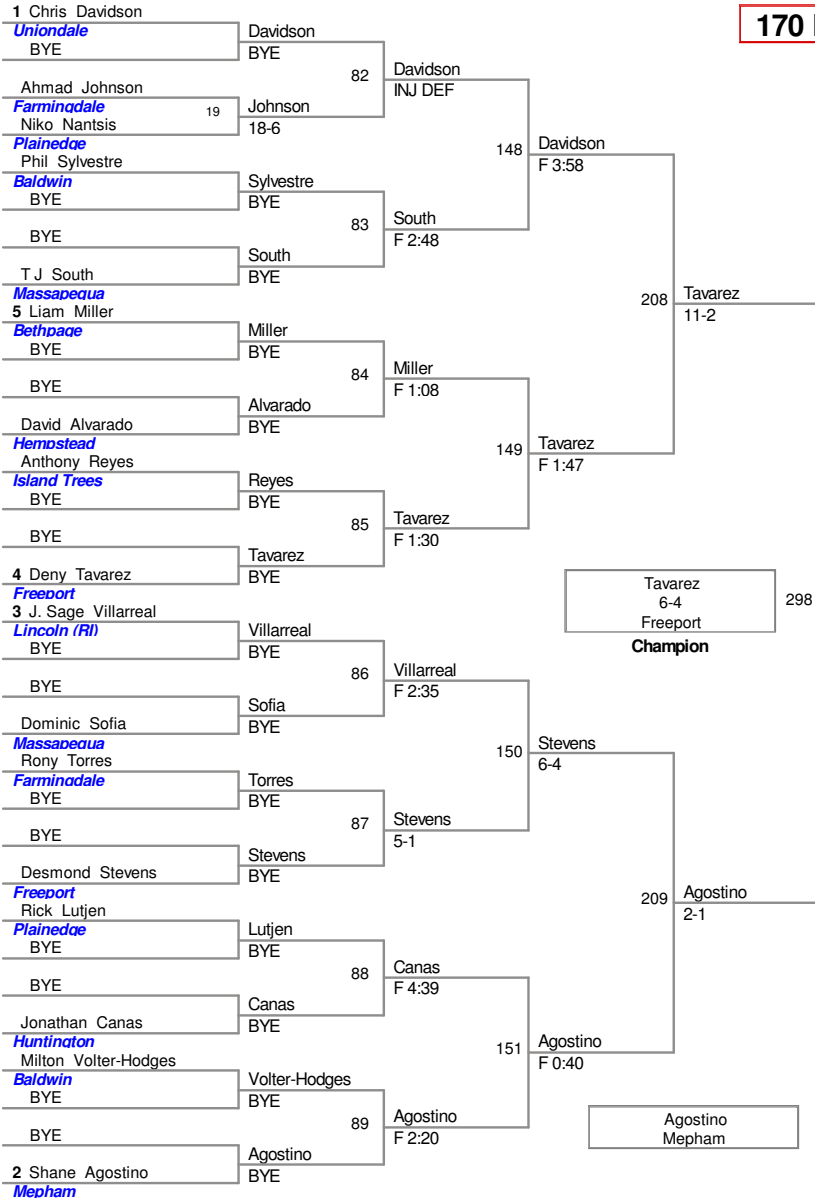 1 Chris Davidson
Uniondale
BYE
Ahmad Johnson
Farmingdale
Niko Nantsis
Plainedge
Phil Sylvestre
Baldwin
BYE
BYE
T J South
Massapequa
5 Liam Miller
Bethpage
BYE
BYE
David Alvarado
Hempstead
Anthony Reyes
Island Trees
BYE
BYE
4 Deny Tavarez
Freeport
3 J. Sage Villarreal
Lincoln (RI)
BYE
BYE
Dominic Sofia
Massapequa
Rony Torres
Farmingdale
BYE
BYE
Desmond Stevens
Freeport
Rick Lutjen
Plainedge
BYE
BYE
Jonathan Canas
Huntington
Milton Volter-Hodges
Baldwin
BYE
BYE
2 Shane Agostino
Mepham
19
Davidson
BYE
Johnson
18-6
Sylvestre
BYE
South
BYE
Miller
BYE
Alvarado
BYE
Reyes
BYE
Tavarez
BYE
Villarreal
BYE
Sofia
BYE
Torres
BYE
Stevens
BYE
Lutjen
BYE
Canas
BYE
Volter-Hodges
BYE
Agostino
BYE
82
Davidson
INJ DEF
83
South
F 2:48
84
Miller
F 1:08
85
Tavarez
F 1:30
86
Villarreal
F 2:35
87
Stevens
5-1
88
Canas
F 4:39
89
Agostino
F 2:20
148
Davidson
F 3:58
149
Tavarez
F 1:47
150
Stevens
6-4
151
Agostino
F 0:40
208
Tavarez
11-2
209
Agostino
2-1
170
Tavarez
6-4
Freeport
298
Champion
Agostino
Mepham